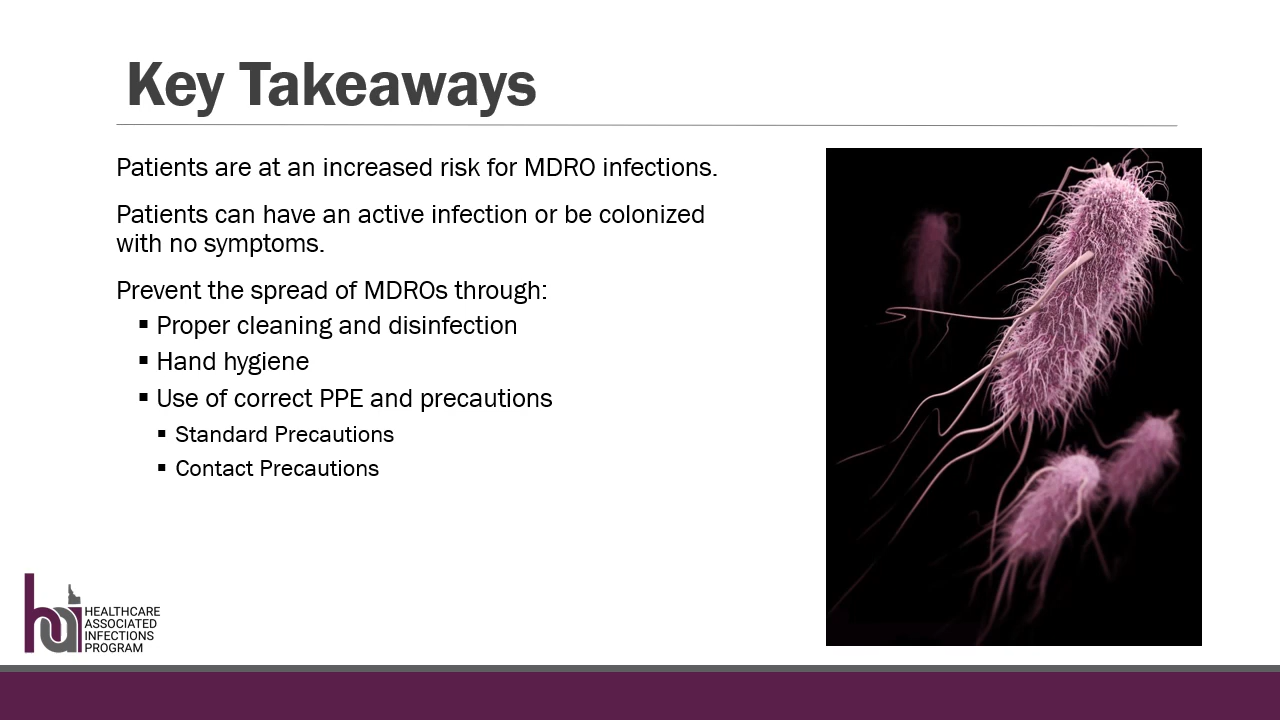 Key Takeaways
Patients are at an increased risk for MDRO infections.
Patients can have an active infection or be colonized
with no symptoms.
Prevent the spread of MDROs through:
▪ Proper cleaning and disinfection
▪ Hand hygiene
▪ Use of correct PPE and precautions
▪ Standard Precautions
▪ Contact Precautions
hai
HEALTHCARE
ASSOCIATED
INFECTIONS
PROGRAM